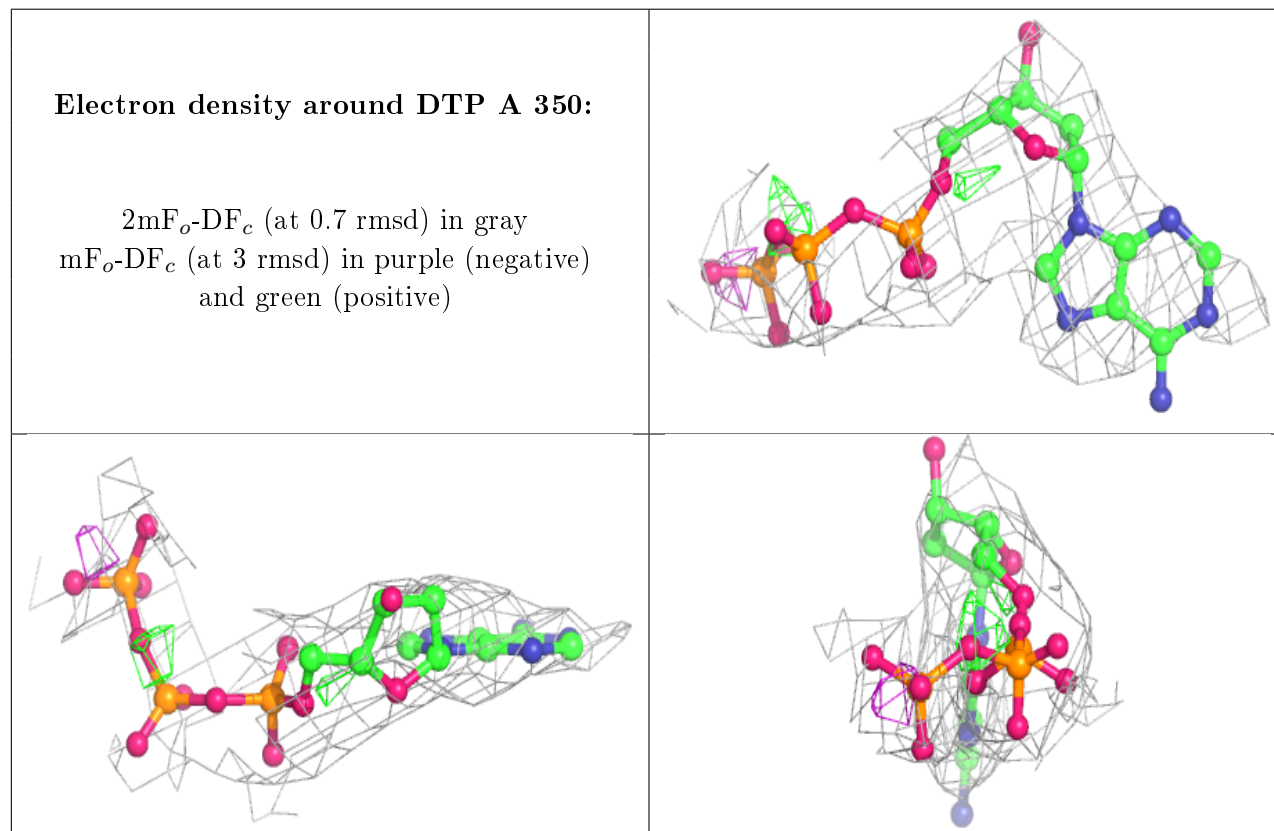 Electron density around DTP A 350:
2mFo-DFc (at 0.7 rmsd) in gray
mFo-DFc (at 3 rmsd) in purple (negative)
and green (positive)